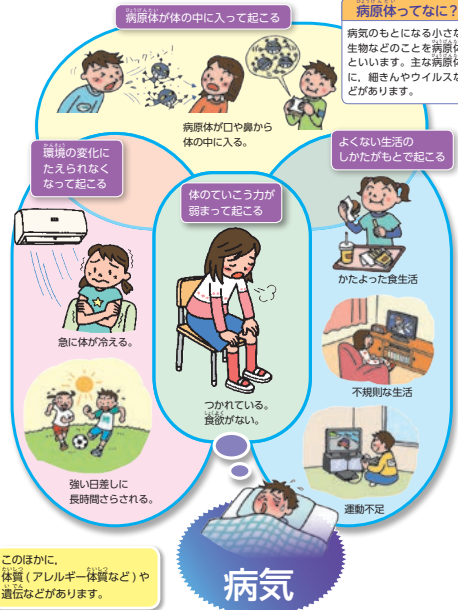 病原体が体の中に入って起こる
病原体ってなに?
病気のもとになる小さな
生物などのことを病原体
といいます。主な病原体
に，細きんやウイルスな
どがあります。
病原体が口や鼻から
体の中に入る。
環境の変化に
たえられなく
なって起こる
よくない生活の
しかたがもとで起こる
体のていこう力が
弱まって起こる
かたよった食生活
急に体が冷える。
不規則な生活
つかれている。
食欲がない。
強い日差しに
長時間さらされる。
運動不足
病気
このほかに，
体質(アレルギー体質など)や
遺伝などがあります。